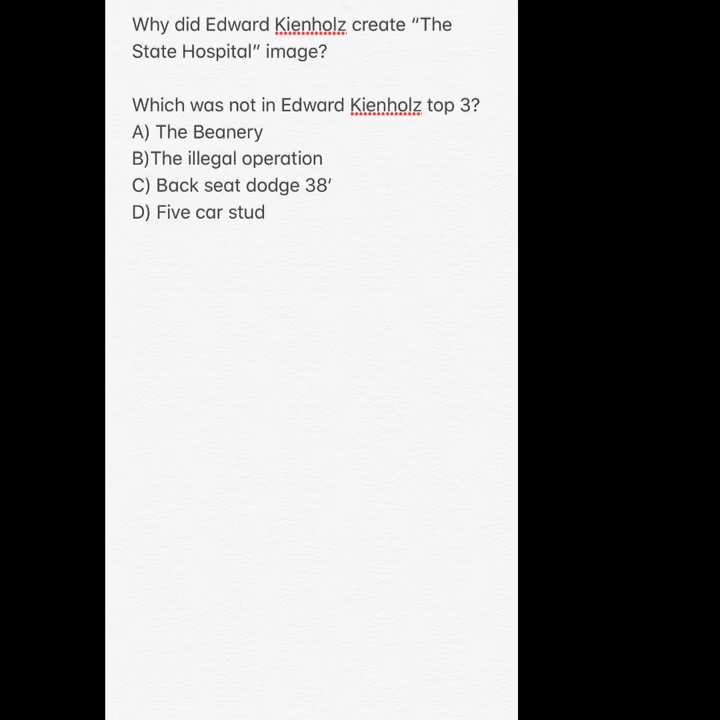 Why did Edward Kienholz create “The
State Hospital” image?
Which was not in Edward Kienholz top 3?
A) The Beanery
B)The illegal operation
C) Back seat dodge 38′
D) Five car stud